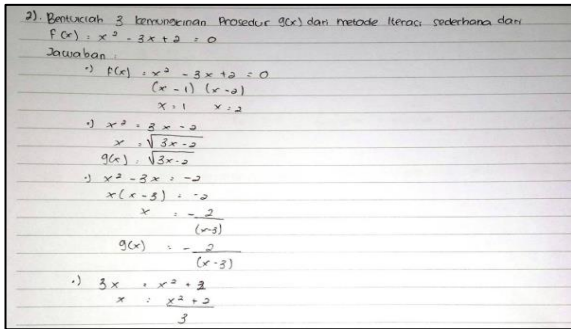 2). Bentuklah 3 kemungkinan Prosedur g(x) dari metode Iterasi sederhana dari
f(x) = x² - 3x + 2 = 0
Jawaban :
•) f(x) = x² - 3x + 2 = 0
(x - 1) (x - 2)
x = 1 x = 2
•) x² = 3x - 2
x = √3x - 2
g(x) = √3x - 2
•) x² - 3x = -2
x(x - 3) = -2
x = - 2
(x-3)
g(x) = - 2
(x - 3)
•) 3x = x² + 2
x = x² + 2
3